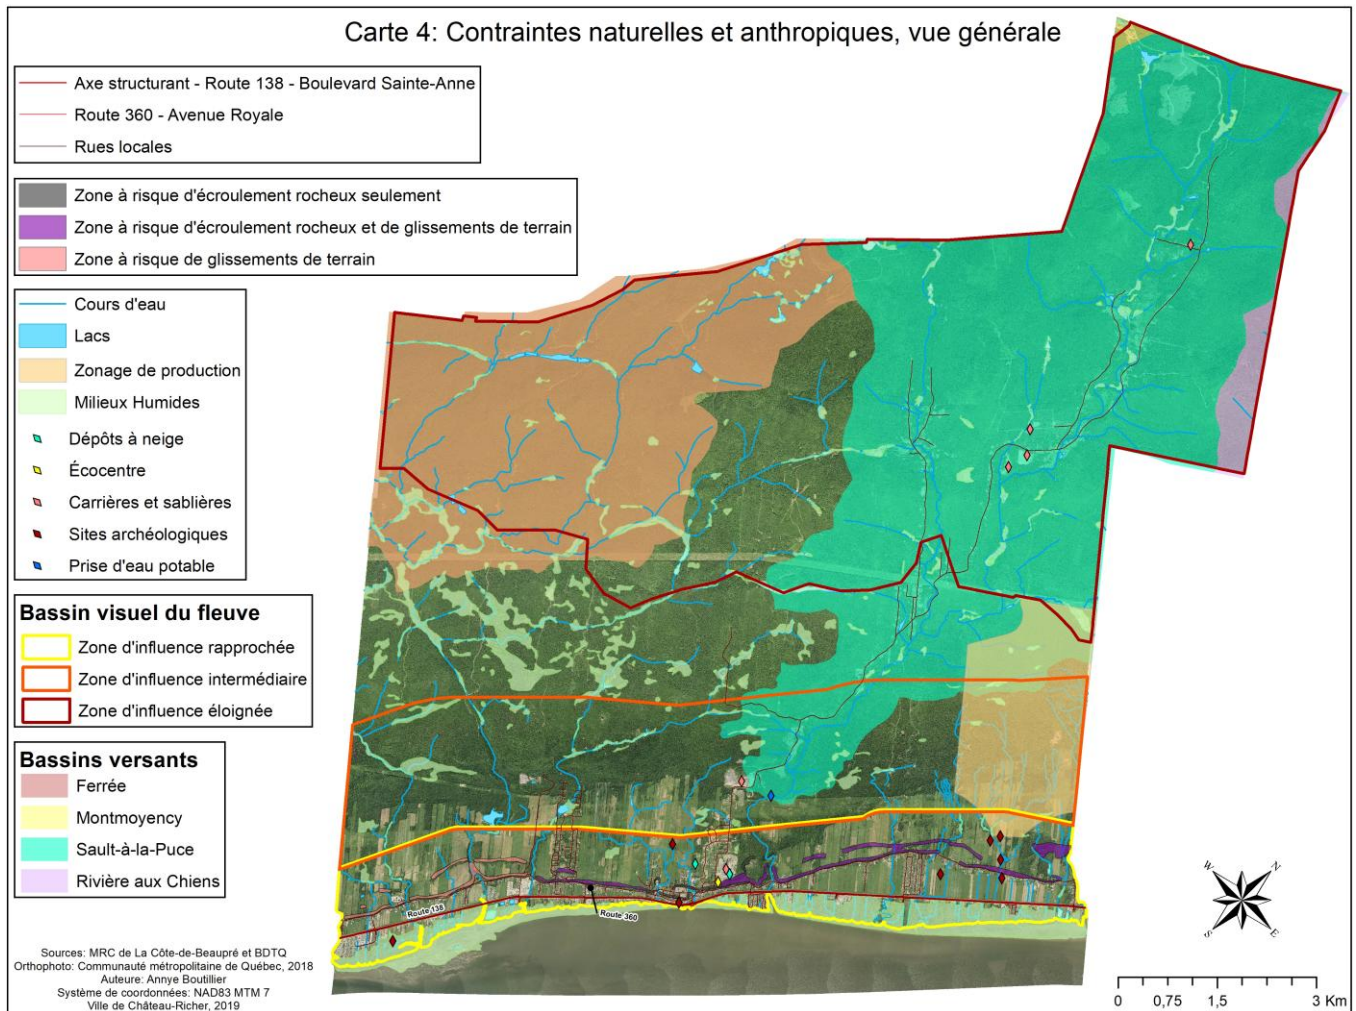 Carte 4: Contraintes naturelles et anthropiques, vue générale
Axe structurant - Route 138 - Boulevard Sainte-Anne
Route 360 - Avenue Royale
Rues locales
Zone à risque d'écroulement rocheux seulement
Zone à risque d'écroulement rocheux et de glissements de terrain
Zone à risque de glissements de terrain
Cours d'eau
Lacs
Zonage de production
Milieux Humides
Dépôts à neige
Écocentre
Carrières et sablières
Sites archéologiques
Prise d'eau potable
Bassin visuel du fleuve
Zone d'influence rapprochée
Zone d'influence intermédiaire
Zone d'influence éloignée
Bassins versants
Ferrée
Montmoyency
Sault-à-la-Puce
Rivière aux Chiens
Route 138
Route 360
W N
S E
Sources: MRC de La Côte-de-Beaupré et BDTQ
Orthophoto: Communauté métropolitaine de Québec, 2018
Auteure: Annye Boutillier
Système de coordonnées: NAD83 MTM 7
Ville de Château-Richer, 2019
0 0,75 1,5 3 Km